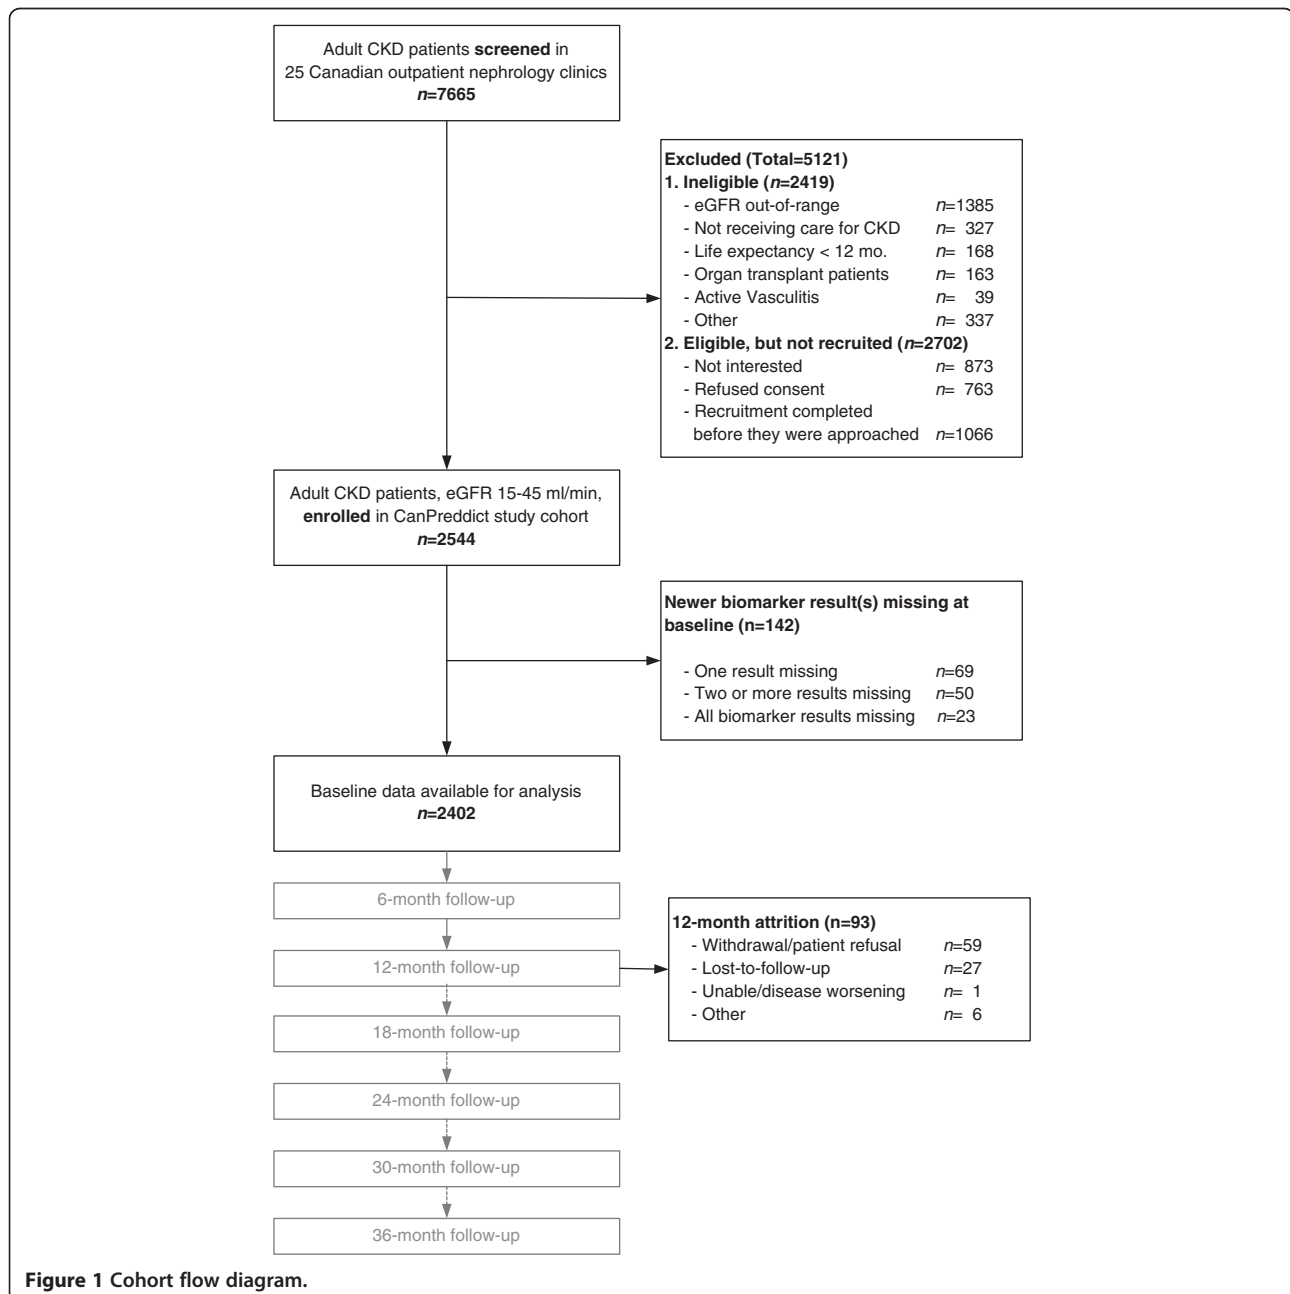 Adult CKD patients screened in
25 Canadian outpatient nephrology clinics
n=7665
Excluded (Total=5121)
1. Ineligible (n=2419)
- eGFR out-of-range n=1385
- Not receiving care for CKD n= 327
- Life expectancy < 12 mo. n= 168
- Organ transplant patients n= 163
- Active Vasculitis n= 39
- Other n= 337
2. Eligible, but not recruited (n=2702)
- Not interested n= 873
- Refused consent n= 763
- Recruitment completed
before they were approached n=1066
Adult CKD patients, eGFR 15-45 ml/min,
enrolled in CanPreddict study cohort
n=2544
Newer biomarker result(s) missing at
baseline (n=142)
- One result missing n=69
- Two or more results missing n=50
- All biomarker results missing n=23
Baseline data available for analysis
n=2402
6-month follow-up
12-month attrition (n=93)
- Withdrawal/patient refusal n=59
- Lost-to-follow-up n=27
- Unable/disease worsening n= 1
- Other n= 6
12-month follow-up
18-month follow-up
24-month follow-up
30-month follow-up
36-month follow-up
Figure 1 Cohort flow diagram.